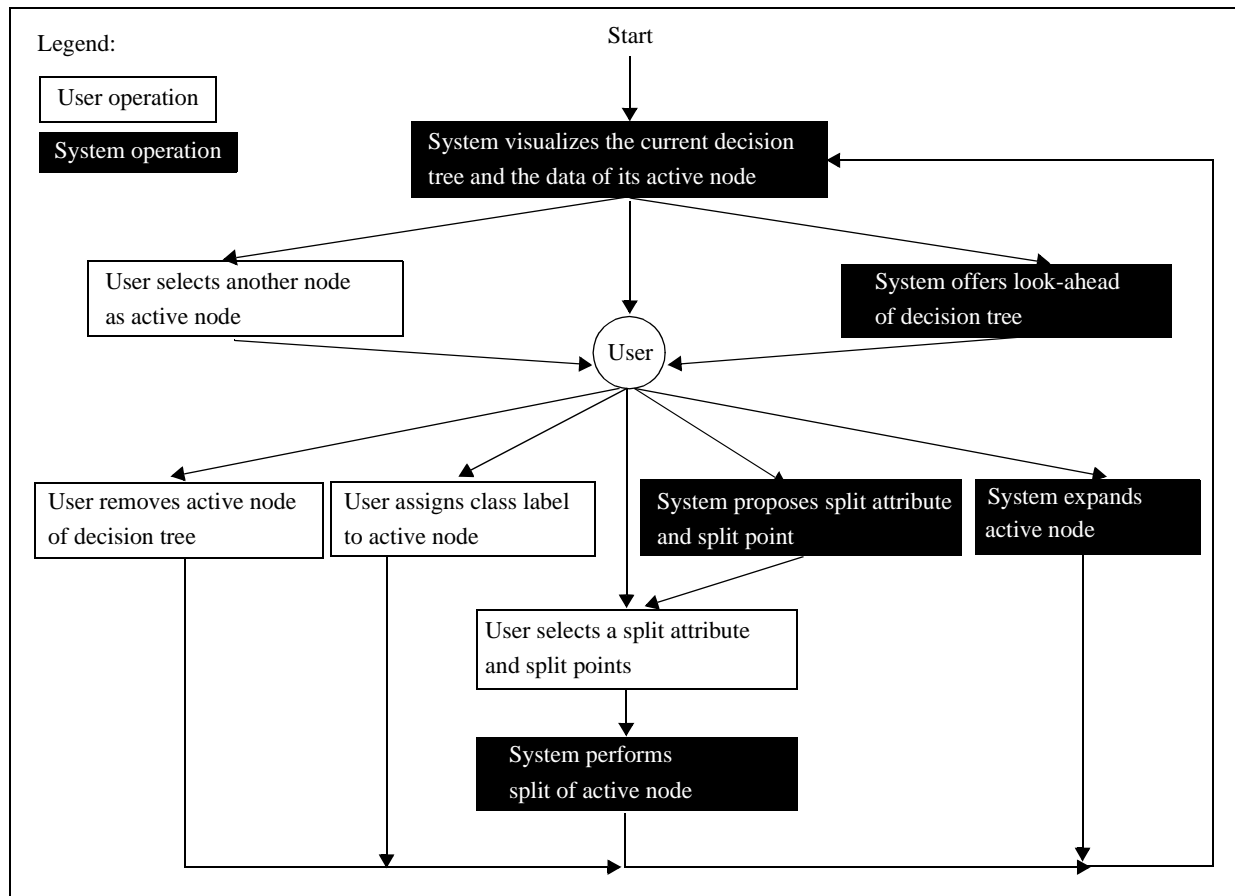 Legend:
Start
User operation
System operation
System visualizes the current decision
tree and the data of its active node
User selects another node
as active node
System offers look-ahead
of decision tree
User
User removes active node
of decision tree
User assigns class label
to active node
System proposes split attribute
and split point
System expands
active node
User selects a split attribute
and split points
System performs
split of active node